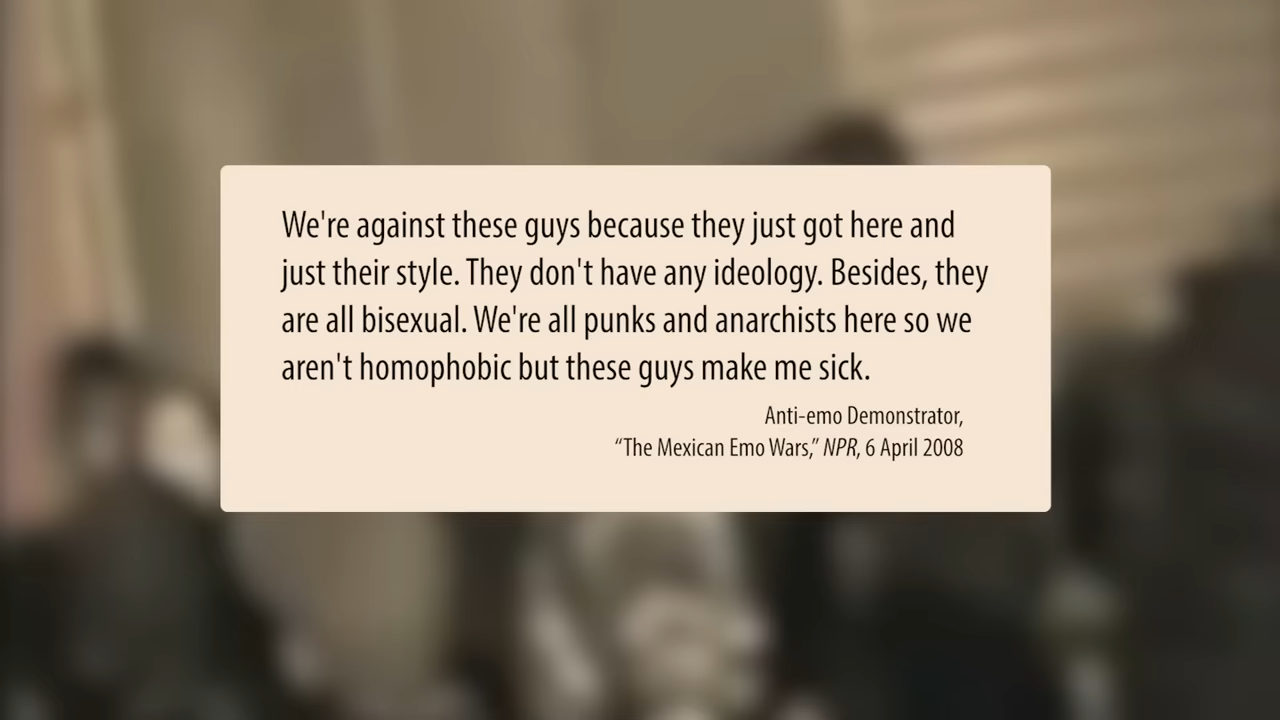 We're against these guys because they just got here and
just their style. They don't have any ideology. Besides, they
are all bisexual. We're all punks and anarchists here so we
aren't homophobic but these guys make me sick.
Anti-emo Demonstrator,
“The Mexican Emo Wars,” NPR, 6 April 2008